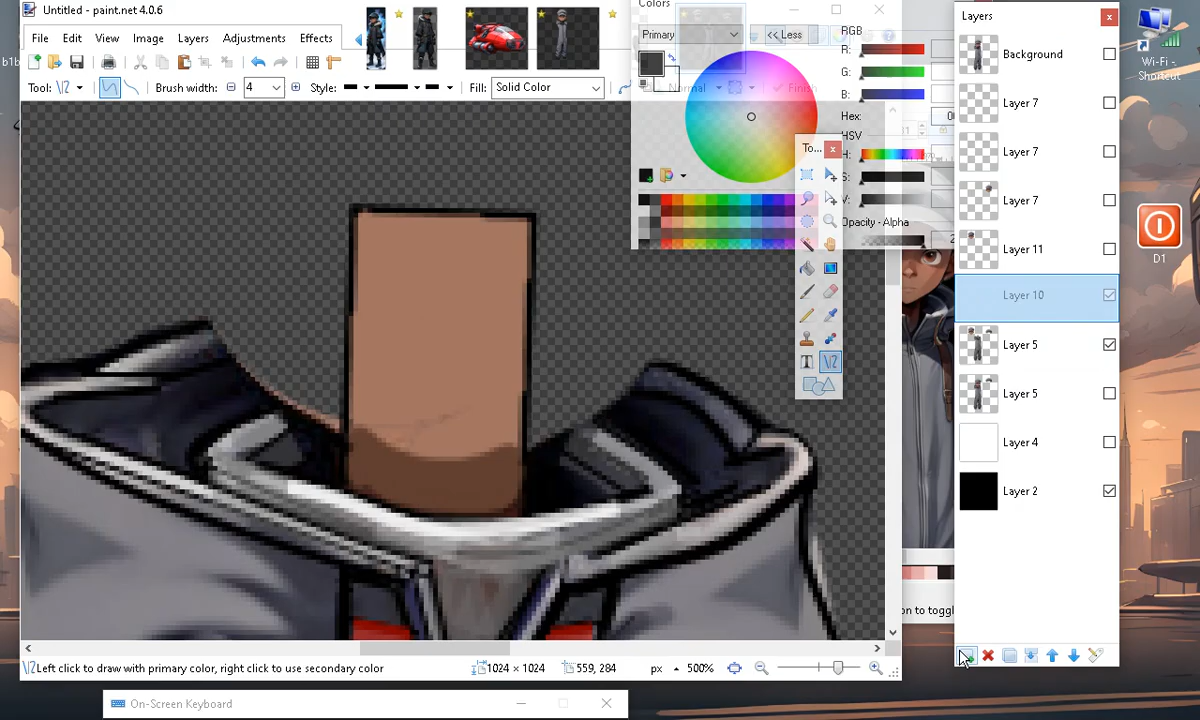 Untitled - paint.net 4.0.6
File Edit View Image Layers Adjustments Effects
Tool: Brush width: 4 Style: Fill: Solid Color
Normal Finish
Colors
Primary << Less
RGB
R:
G:
B:
Hex:
HSV
H:
S:
V:
Opacity - Alpha
To...
Layers
Background
Layer 7
Layer 7
Layer 7
Layer 11
Layer 10
Layer 5
Layer 5
Layer 4
Layer 2
Wi-Fi -
Shortcut
D1
b1b
on to toggl
Left click to draw with primary color, right click to use secondary color 1024 × 1024 559, 284 px 500%
On-Screen Keyboard